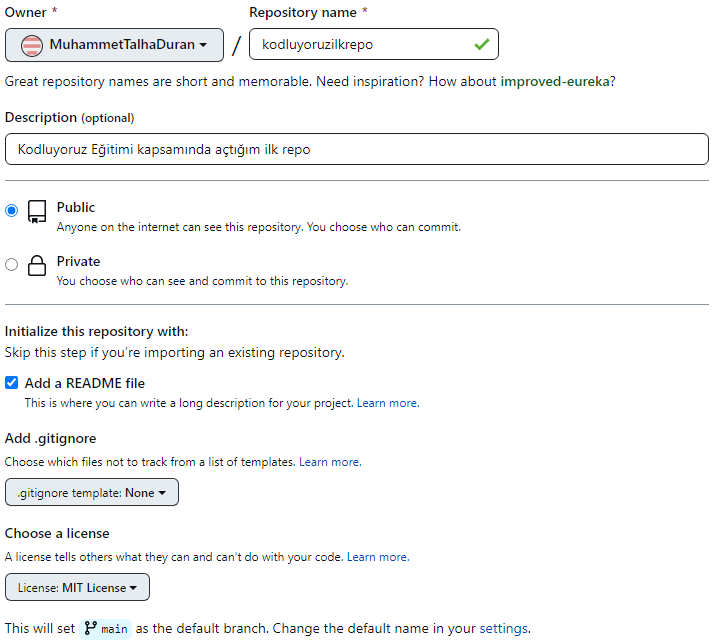 Owner * Repository name *
MuhammetTalhaDuran / kodluyoruzilkrepo
Great repository names are short and memorable. Need inspiration? How about improved-eureka?
Description (optional)
Kodluyoruz Eğitimi kapsamında açtığım ilk repo
Public
Anyone on the internet can see this repository. You choose who can commit.
Private
You choose who can see and commit to this repository.
Initialize this repository with:
Skip this step if you're importing an existing repository.
Add a README file
This is where you can write a long description for your project. Learn more.
Add .gitignore
Choose which files not to track from a list of templates. Learn more.
.gitignore template: None
Choose a license
A license tells others what they can and can't do with your code. Learn more.
License: MIT License
This will set main as the default branch. Change the default name in your settings.